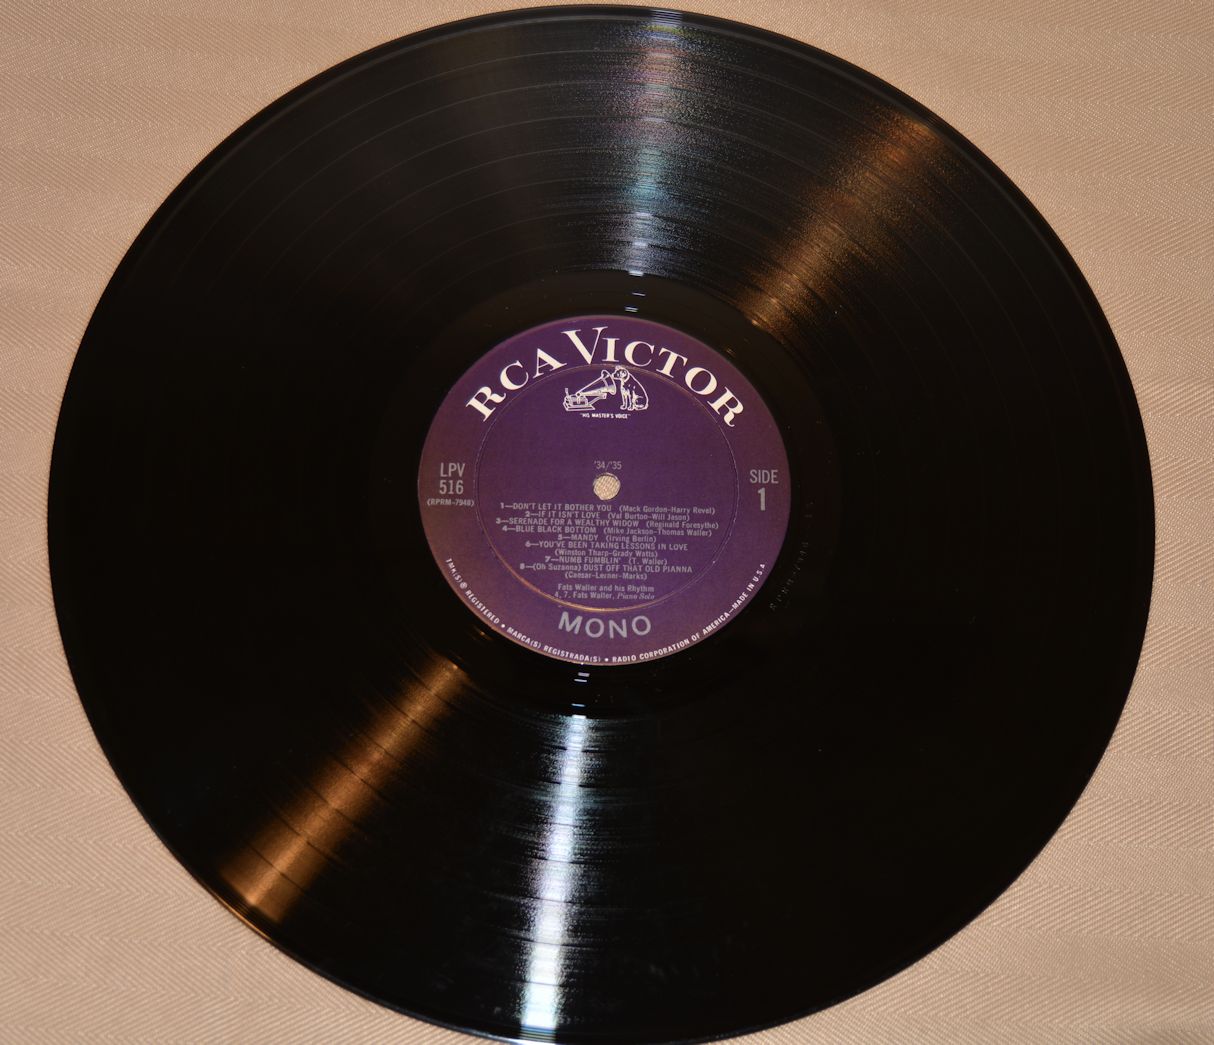 RCA VICTOR
"HIS MASTER'S VOICE"
'34/'35
LPV
516
(RPRM-7948)
SIDE
1
1—DON'T LET IT BOTHER YOU (Mack Gordon-Harry Revel)
2—IF IT ISN'T LOVE (Val Burton-Will Jason)
3—SERENADE FOR A WEALTHY WIDOW (Reginald Foresythe)
4—BLUE BLACK BOTTOM (Mike Jackson-Thomas Waller)
5—MANDY (Irving Berlin)
6—YOU'VE BEEN TAKING LESSONS IN LOVE
(Winston Tharp-Grady Watts)
7—NUMB FUMBLIN' (T. Waller)
8—(Oh Suzanna) DUST OFF THAT OLD PIANNA
(Caesar-Lerner-Marks)
Fats Waller and his Rhythm
4, 7. Fats Waller, Piano Solo
MONO
TMK(S) ® REGISTERED • MARCA(S) REGISTRADA(S) • RADIO CORPORATION OF AMERICA—MADE IN U.S.A.